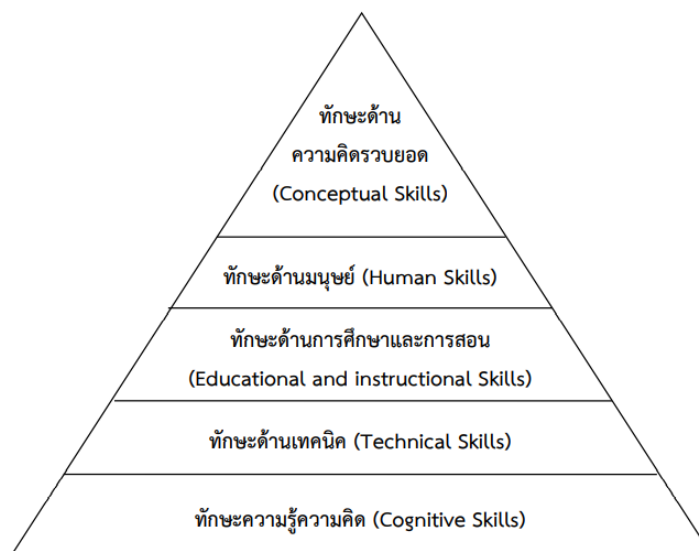 ทักษะด้าน
ความคิดรวบยอด
(Conceptual Skills)
ทักษะด้านมนุษย์ (Human Skills)
ทักษะด้านการศึกษาและการสอน
(Educational and instructional Skills)
ทักษะด้านเทคนิค (Technical Skills)
ทักษะความรู้ความคิด (Cognitive Skills)